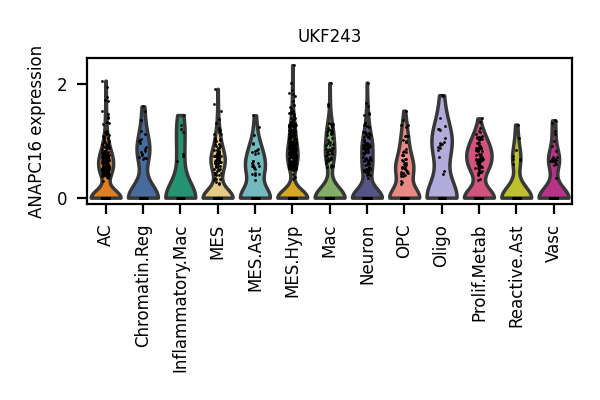 UKF243
ANAPC16 expression
2
0
AC
Chromatin.Reg
Inflammatory.Mac
MES
MES.Ast
MES.Hyp
Mac
Neuron
OPC
Oligo
Prolif.Metab
Reactive.Ast
Vasc